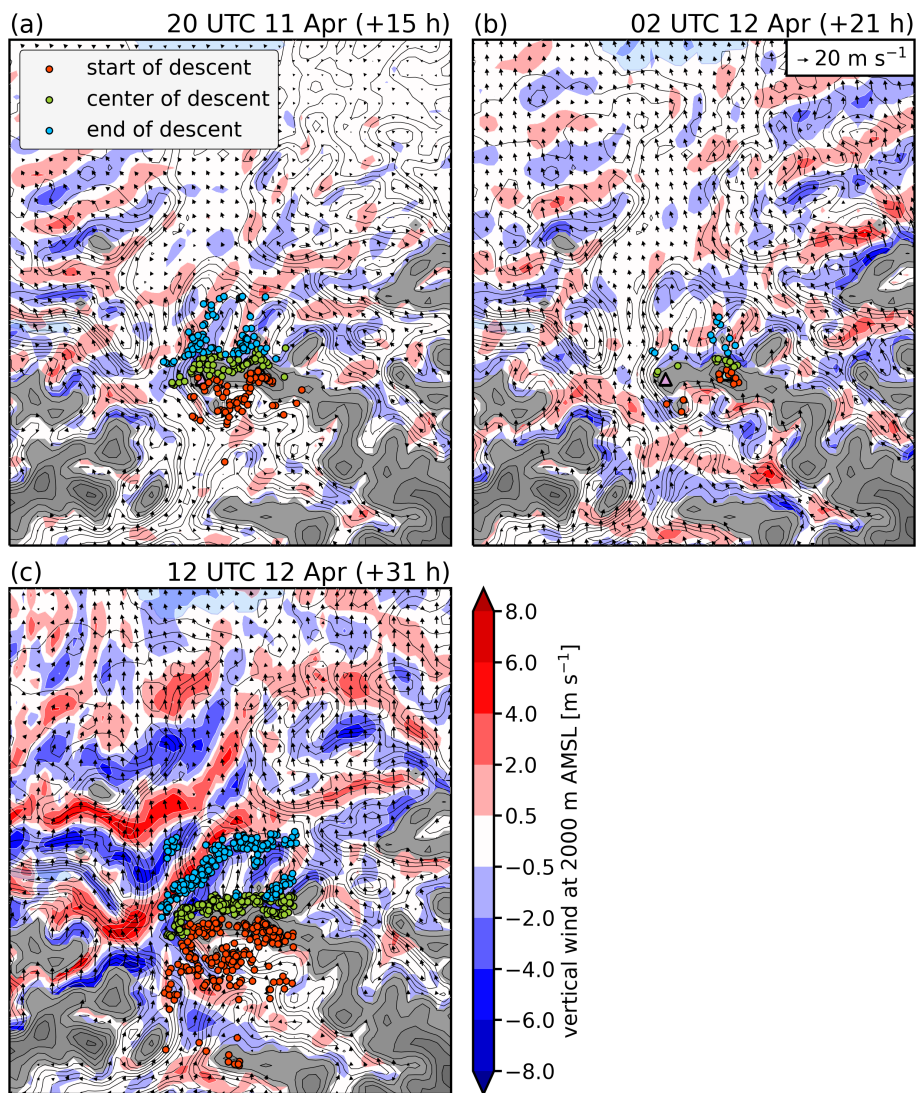 (a) 20 UTC 11 Apr (+15 h)
start of descent
center of descent
end of descent
(b) 02 UTC 12 Apr (+21 h)
20 m s⁻¹
(c) 12 UTC 12 Apr (+31 h)
8.0
6.0
4.0
2.0
0.5
−0.5
−2.0
−4.0
−6.0
−8.0
vertical wind at 2000 m AMSL [m s⁻¹]